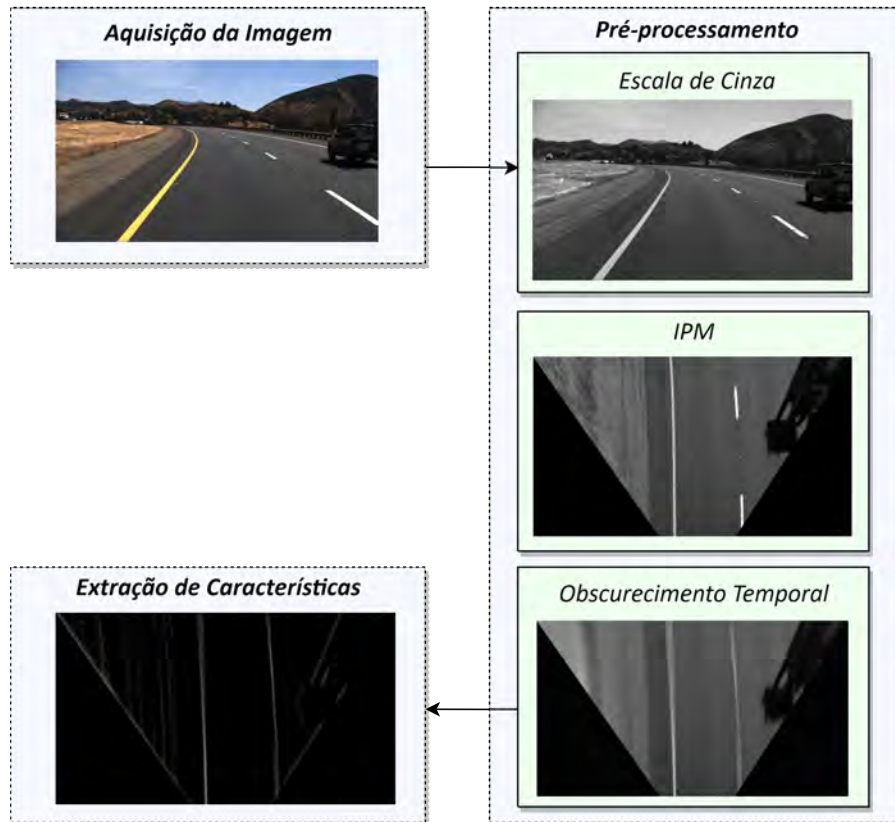 Aquisição da Imagem
Pré-processamento
Escala de Cinza
IPM
Obscurecimento Temporal
Extração de Características